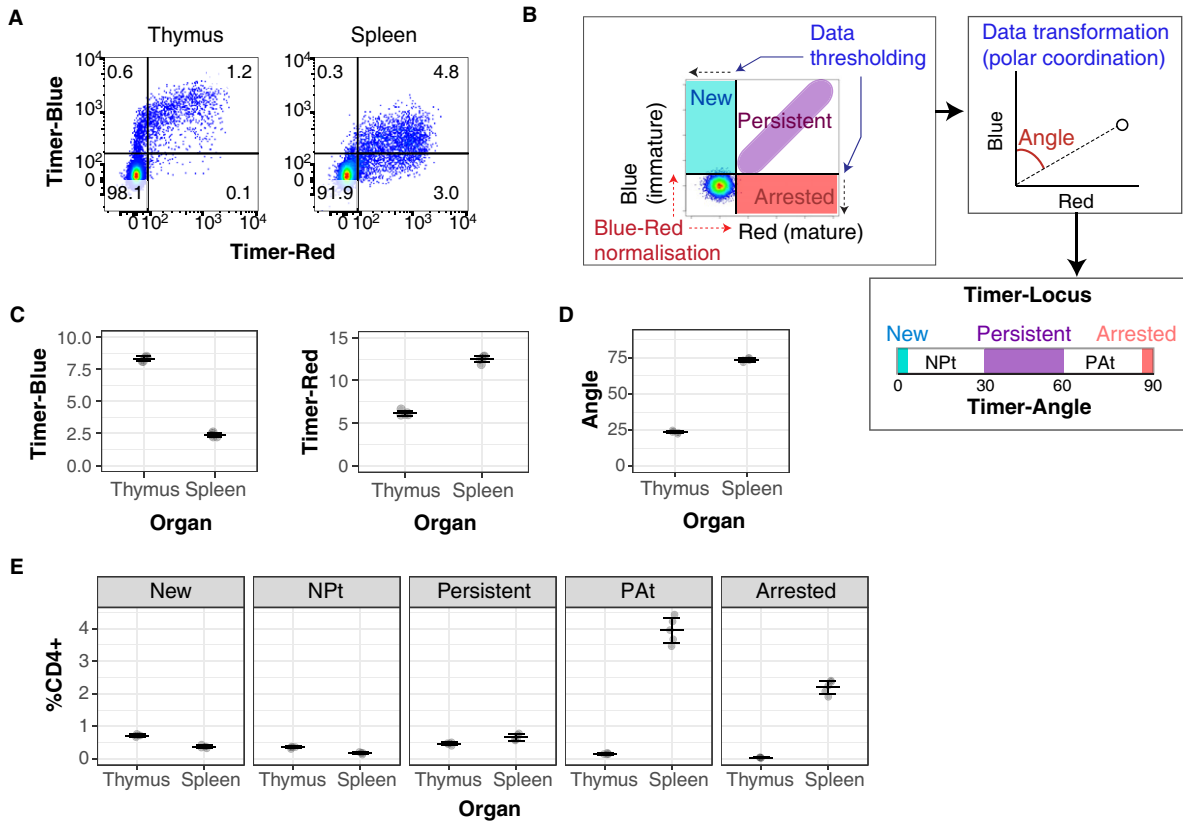 A
Thymus
Spleen
Timer-Blue
10⁴
10³
10²
0
0.6
1.2
98.1
0.1
0 10² 10³ 10⁴
10⁴
10³
10²
0
0.3
4.8
91.9
3.0
0 10² 10³ 10⁴
Timer-Red
B
Data
thresholding
New
Persistent
Arrested
Blue
(immature)
Blue-Red
normalisation
Red (mature)
Data transformation
(polar coordination)
Blue
Angle
Red
Timer-Locus
New
Persistent
Arrested
NPt
PAt
0
30
60
90
Timer-Angle
C
Timer-Blue
10.0
7.5
5.0
2.5
0.0
Thymus Spleen
Organ
Timer-Red
15
10
5
0
Thymus Spleen
Organ
D
Angle
75
50
25
0
Thymus Spleen
Organ
E
New
NPt
Persistent
PAt
Arrested
%CD4+
4
3
2
1
0
Thymus Spleen
Thymus Spleen
Thymus Spleen
Thymus Spleen
Thymus Spleen
Organ